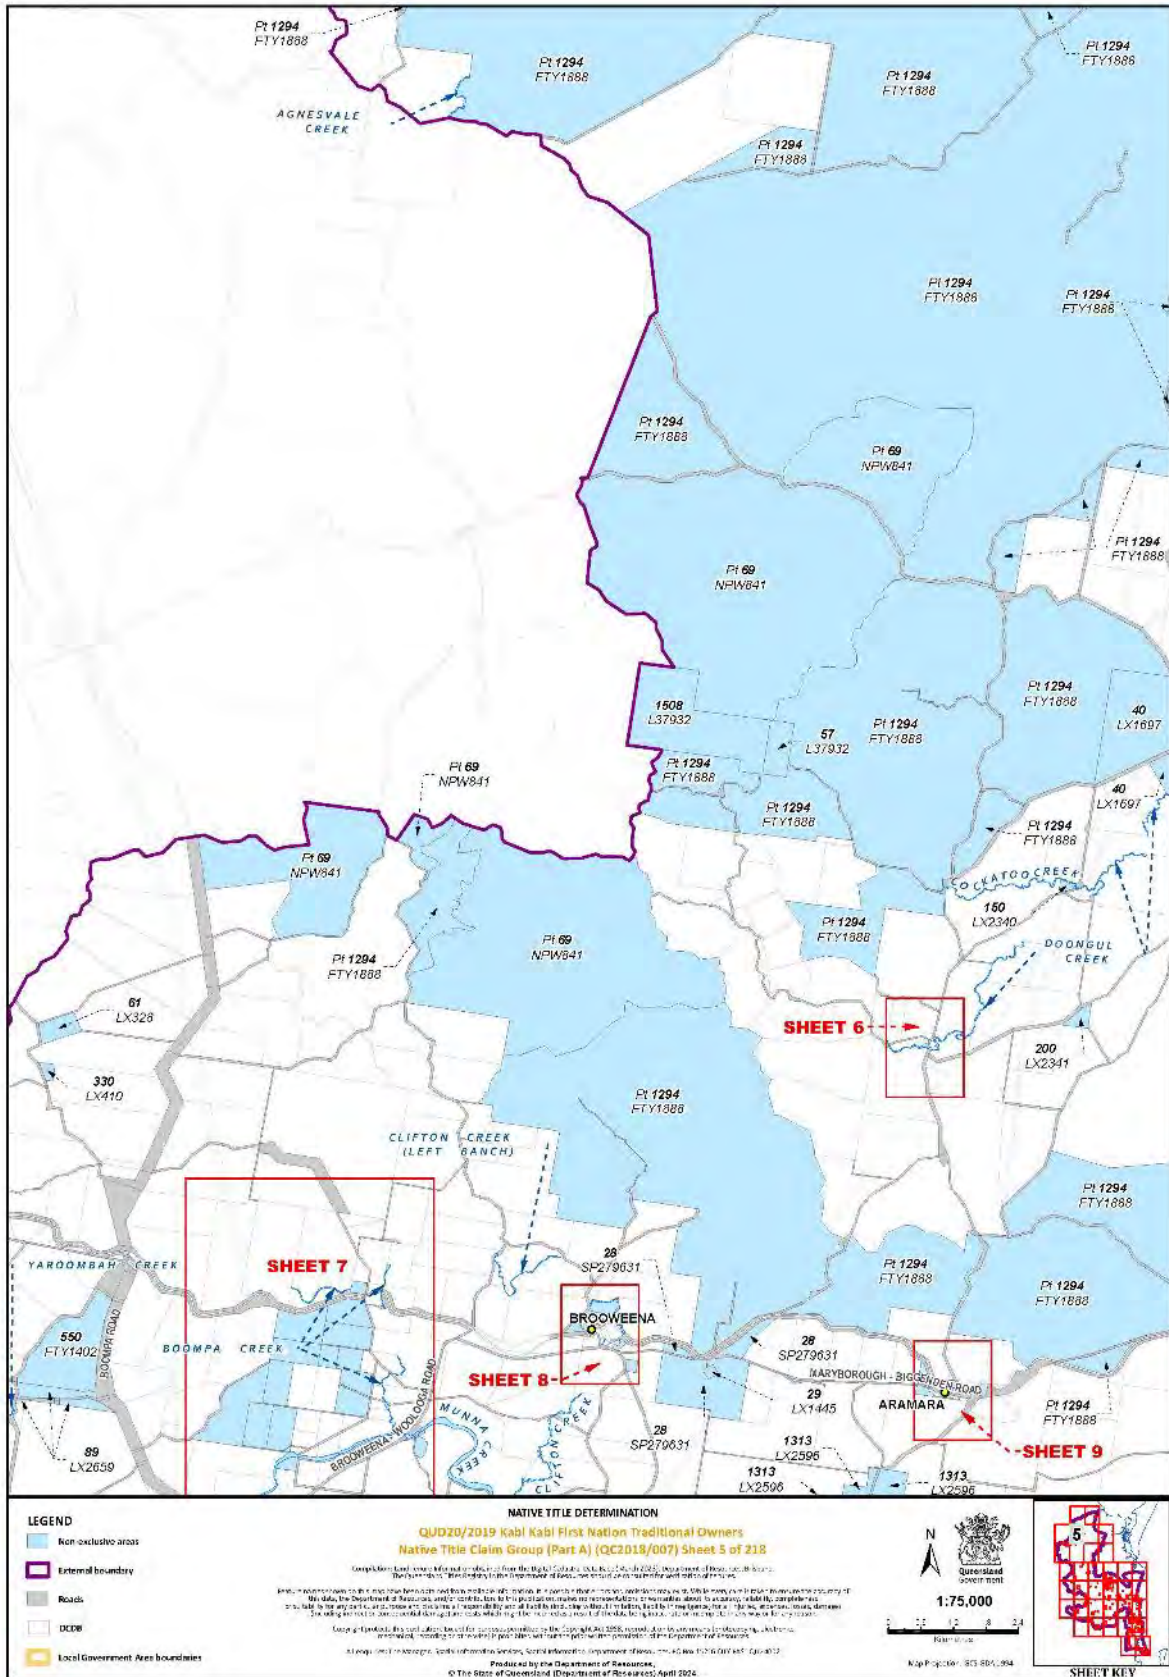 Pt 1294
FTY1888
Pt 1294
FTY1888
Pt 1294
FTY1888
Pt 1294
FTY1888
AGNESVALE
CREEK
Pt 1294
FTY1888
Pt 1294
FTY1888
Pt 1294
FTY1888
Pt 1294
FTY1888
Pt 69
NPW841
Pt 1294
FTY1888
Pt 69
NPW841
Pt 1294
FTY1888
1508
L37932
57
L37932
Pt 1294
FTY1888
40
LX1697
Pt 69
NPW841
Pt 1294
FTY1888
Pt 1294
FTY1888
40
LX1697
Pt 1294
FTY1888
Pt 69
NPW841
COCKATOO CREEK
150
LX2340
Pt 1294
FTY1888
Pt 69
NPW841
Pt 1294
FTY1888
DOONGUL
CREEK
61
LX328
SHEET 6
330
LX410
200
LX2341
Pt 1294
FTY1888
CLIFTON CREEK
(LEFT BANCH)
Pt 1294
FTY1888
YAROOMBAH CREEK
SHEET 7
28
SP279631
Pt 1294
FTY1888
Pt 1294
FTY1888
BROOWEENA
550
FTY1402
BOOMPA ROAD
BOOMPA CREEK
28
SP279631
MARYBOROUGH - BIGGENDEN ROAD
SHEET 8
29
LX1445
ARAMARA
BROOWEENA - WOOLOOGA ROAD
MUNNA CREEK
CLIFTON CREEK
Pt 1294
FTY1888
89
LX2659
28
SP279631
1313
LX2596
SHEET 9
1313
LX2596
1313
LX2596
LEGEND
Non-exclusive areas
External boundary
Roads
DCDB
Local Government Area boundaries
NATIVE TITLE DETERMINATION
QUD20/2019 Kabi Kabi First Nation Traditional Owners
Native Title Claim Group (Part A) (QC2018/007) Sheet 5 of 218
Produced by the Department of Resources,
© The State of Queensland (Department of Resources) April 2024
N
Queensland
Government
1:75,000
Kilometres
5
SHEET KEY